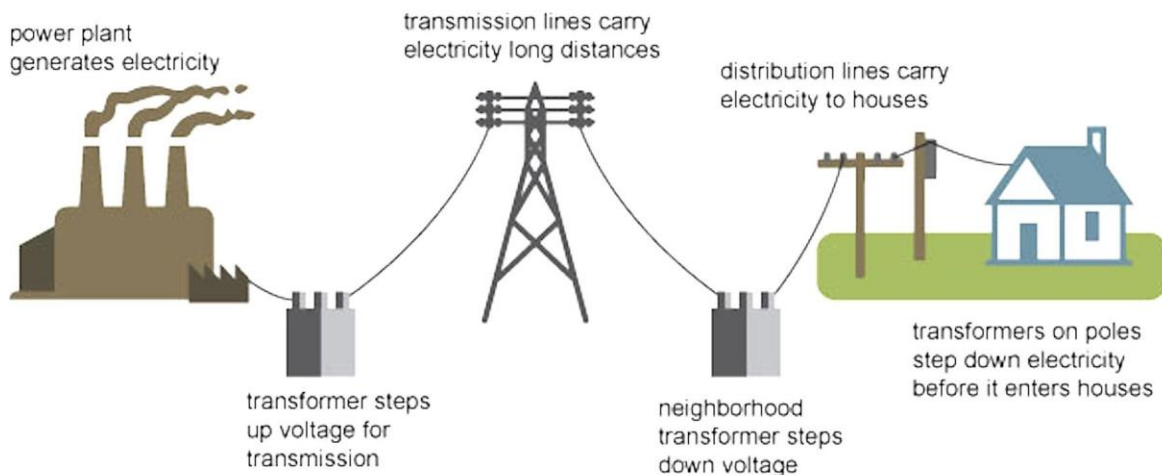 power plant
generates electricity
transmission lines carry
electricity long distances
distribution lines carry
electricity to houses
transformer steps
up voltage for
transmission
neighborhood
transformer steps
down voltage
transformers on poles
step down electricity
before it enters houses